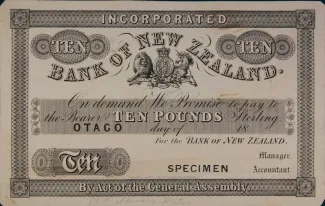 INCORPORATED
TEN TEN
BANK OF NEW ZEALAND.
On demand We Promise to pay to
the Bearer TEN POUNDS Sterling
OTAGO day of 18
For the BANK OF NEW ZEALAND.
Manager
Ten SPECIMEN Accountant
By Act of the General Assembly